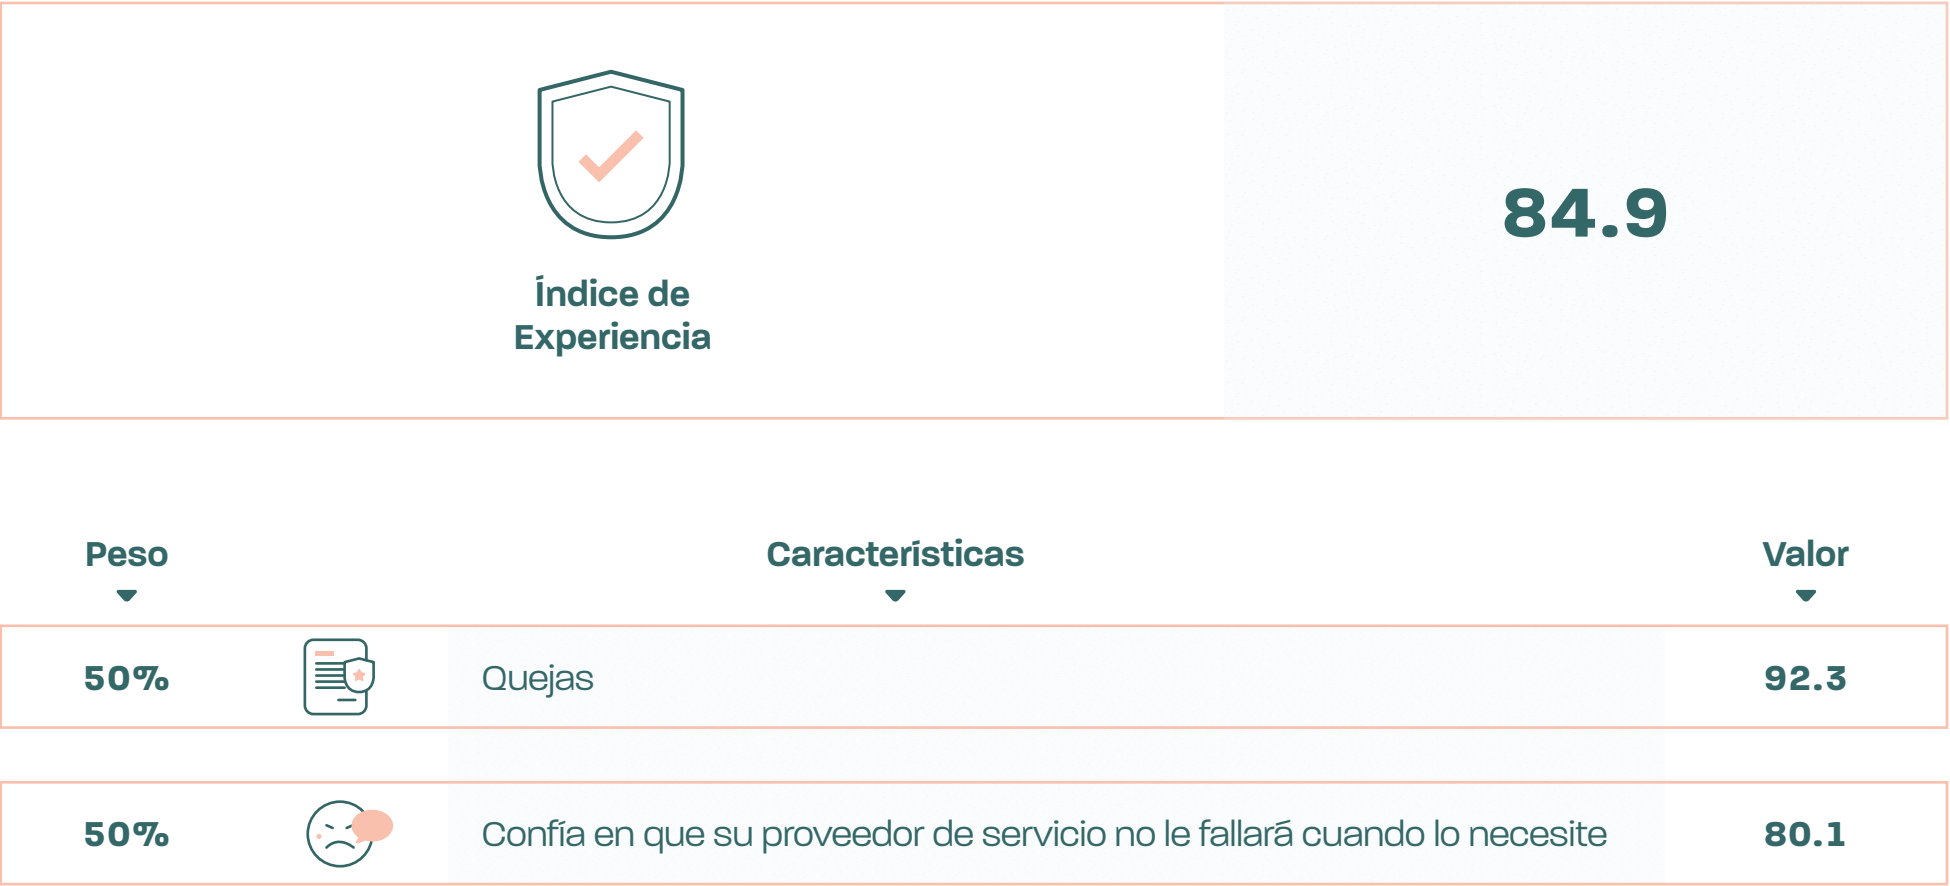 Índice de
Experiencia
84.9
Peso Características Valor
50% Quejas 92.3
50% Confía en que su proveedor de servicio no le fallará cuando lo necesite 80.1